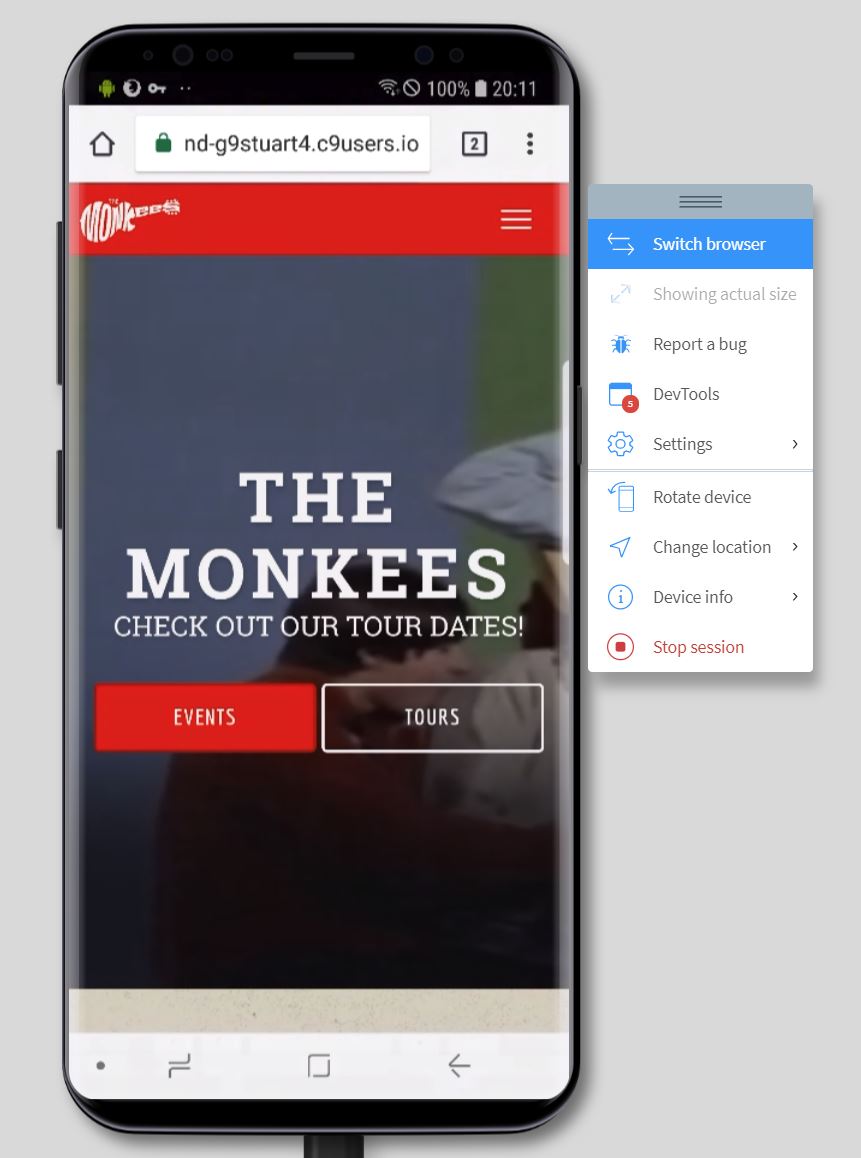 100% 20:11
nd-g9stuart4.c9users.io 2
THE
MONKEES
THE
MONKEES
CHECK OUT OUR TOUR DATES!
EVENTS TOURS
Switch browser
Showing actual size
Report a bug
DevTools
5
Settings
Rotate device
Change location
Device info
Stop session